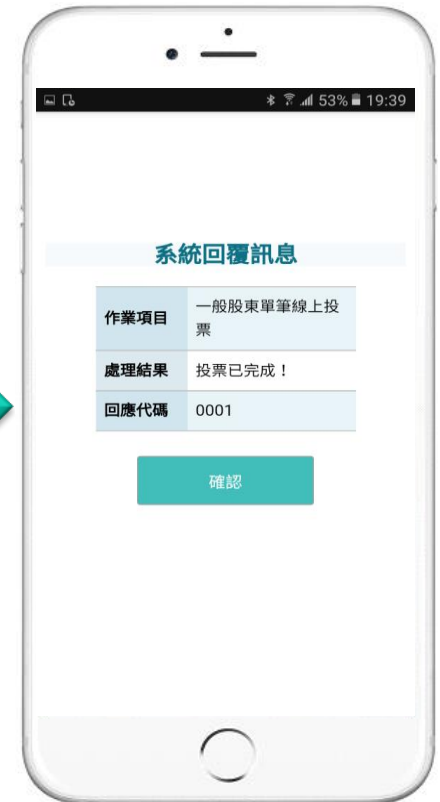 53% 19:39
系統回覆訊息
作業項目 一般股東單筆線上投
票
處理結果 投票已完成！
回應代碼 0001
確認